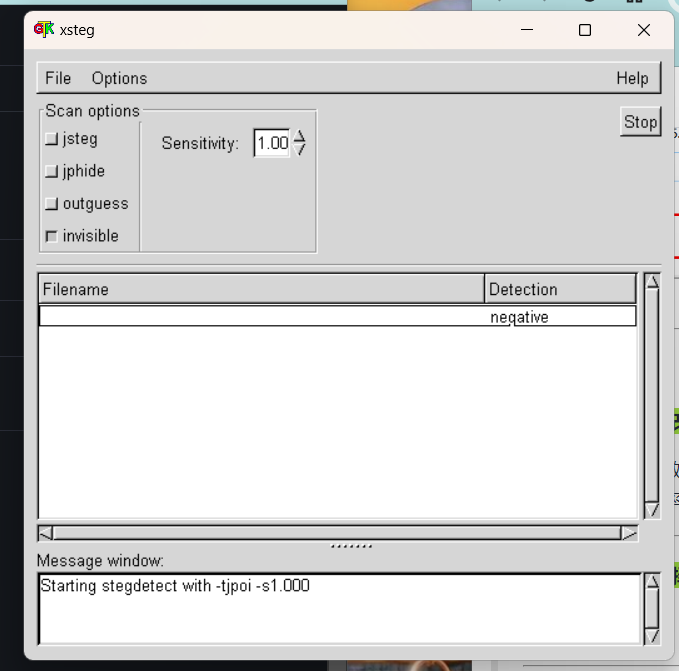 xsteg
File Options Help
Scan options
Stop
jsteg
Sensitivity: 1.00
jphide
outguess
invisible
Filename Detection
negative
Message window:
Starting stegdetect with -tjpoi -s1.000